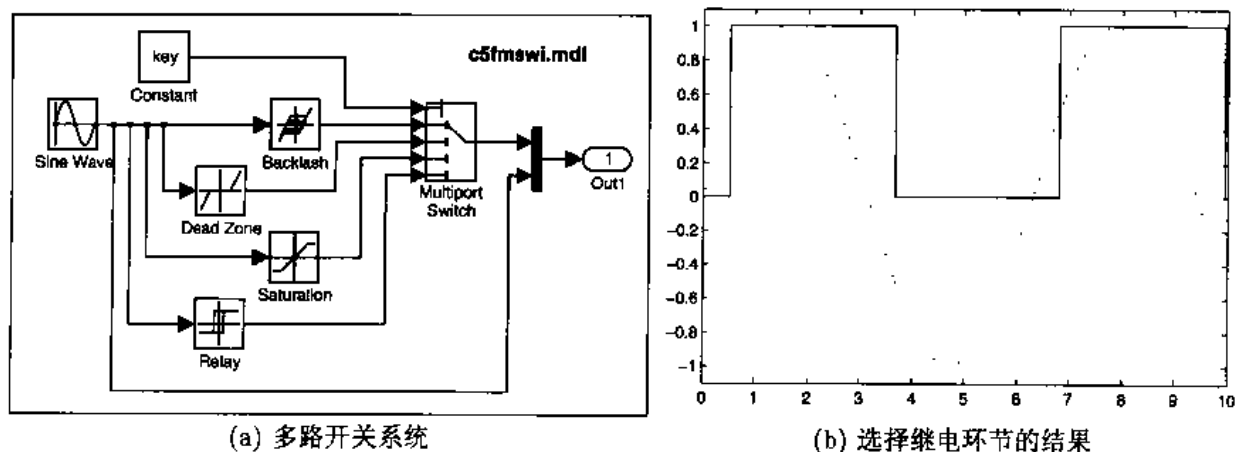 c5fmswi.mdl
key
Constant
Sine Wave
Backlash
Dead Zone
Saturation
Relay
Multiport
Switch
1
Out1
(a) 多路开关系统
1
0.8
0.6
0.4
0.2
0
-0.2
-0.4
-0.6
-0.8
-1
0 1 2 3 4 5 6 7 8 9 10
(b) 选择继电环节的结果